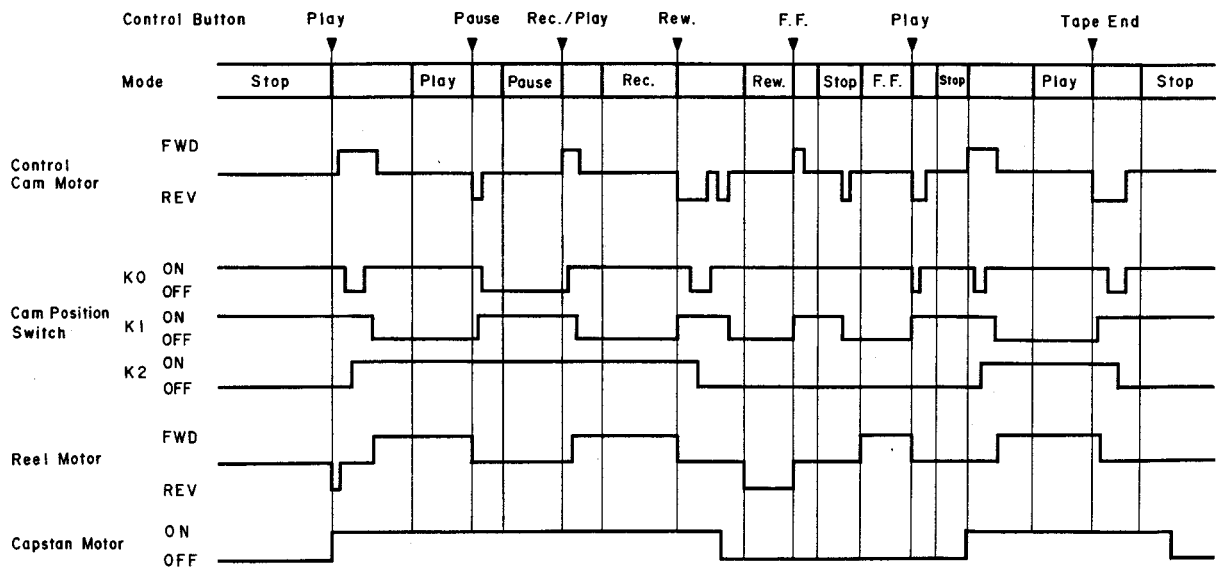 Control Button Play Pause Rec./Play Rew. F.F. Play Tape End
Mode Stop Play Pause Rec. Rew. Stop F.F. Stop Play Stop
Control
Cam Motor
FWD
REV
Cam Position
Switch
K0 ON
OFF
K1 ON
OFF
K2 ON
OFF
Reel Motor
FWD
REV
Capstan Motor
ON
OFF